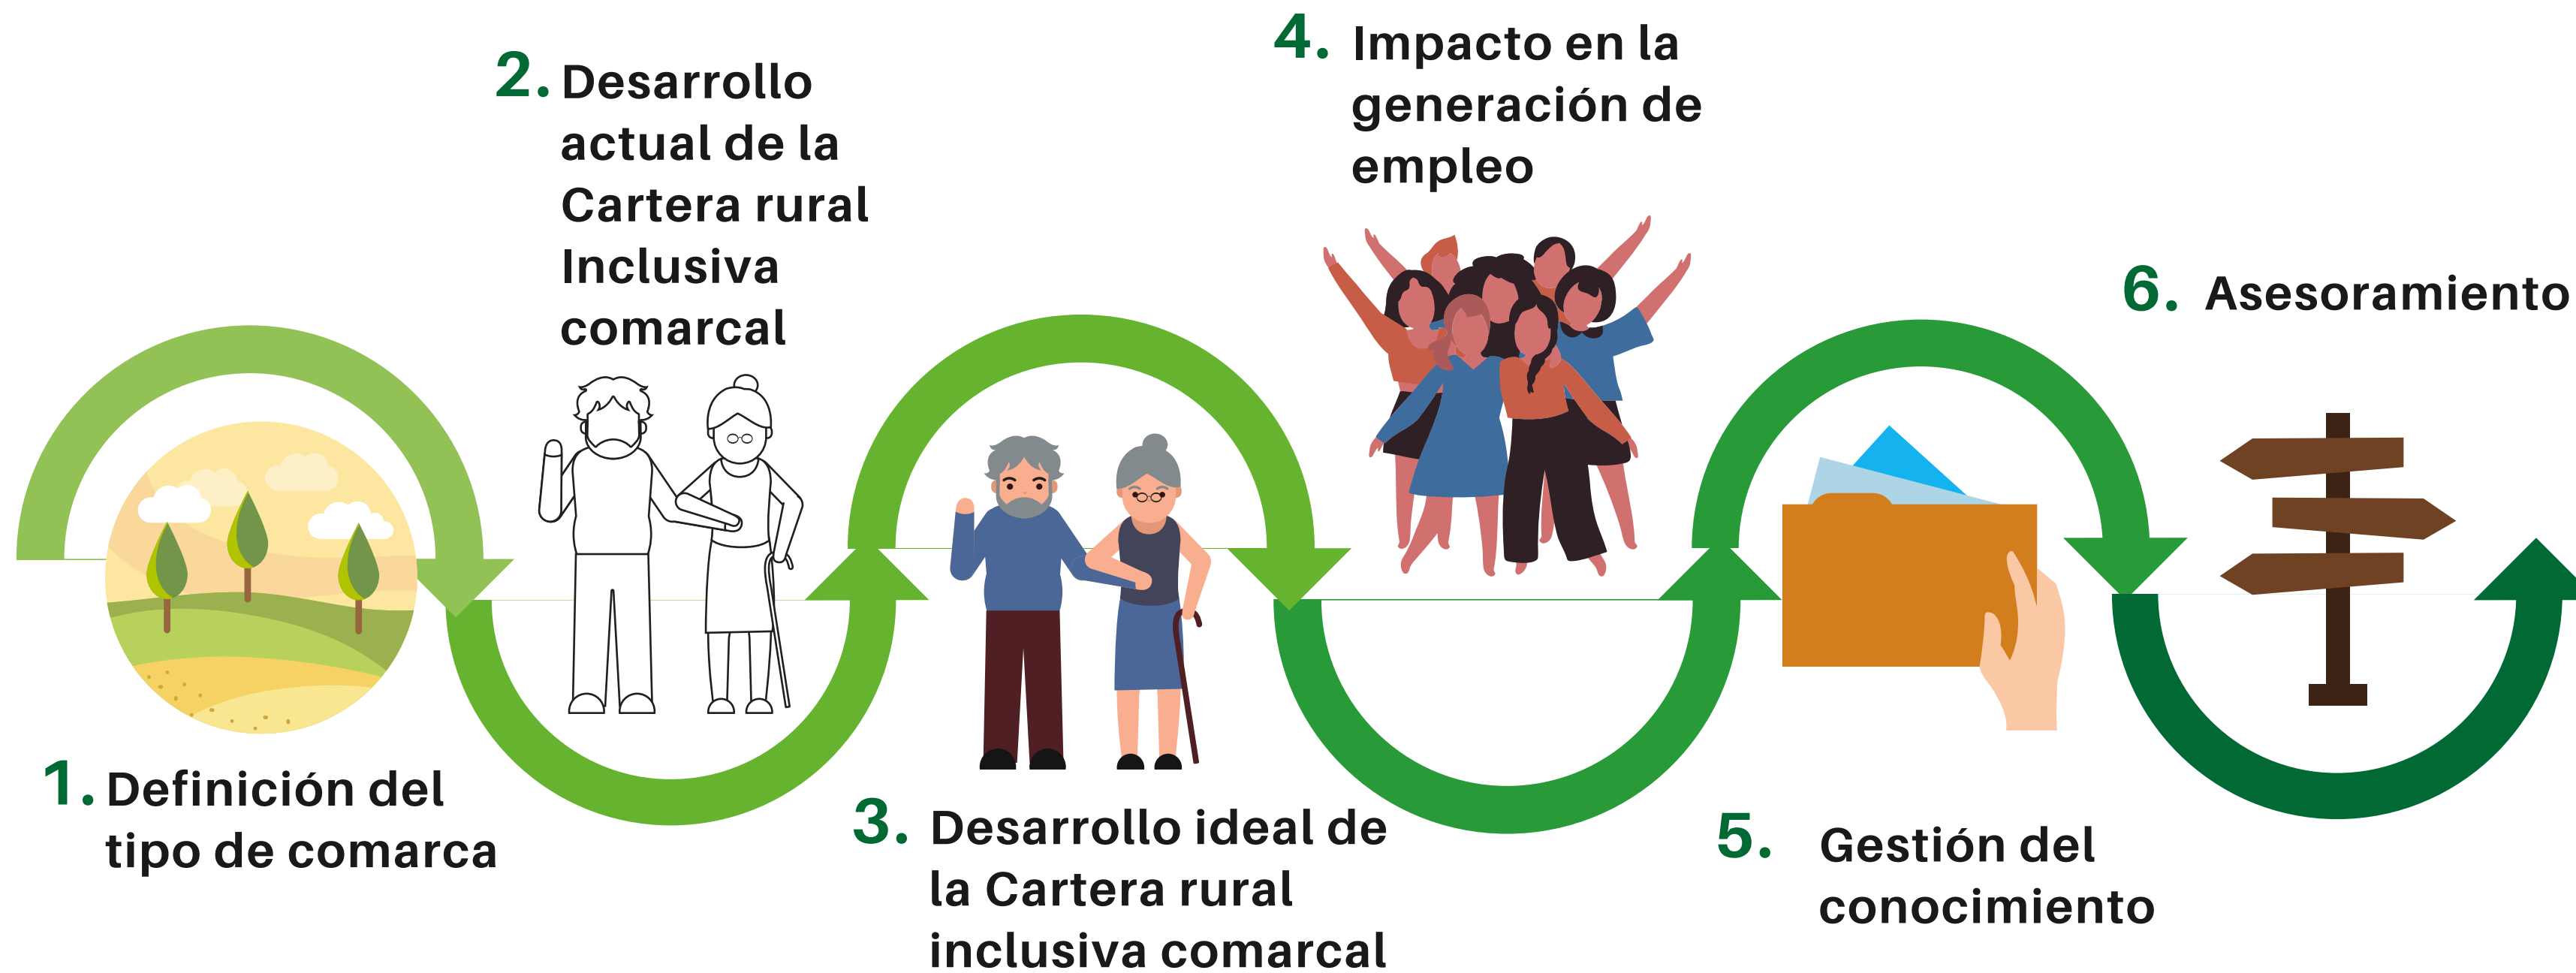 1. Definición del
tipo de comarca
2. Desarrollo
actual de la
Cartera rural
Inclusiva
comarcal
3. Desarrollo ideal de
la Cartera rural
inclusiva comarcal
4. Impacto en la
generación de
empleo
5. Gestión del
conocimiento
6. Asesoramiento